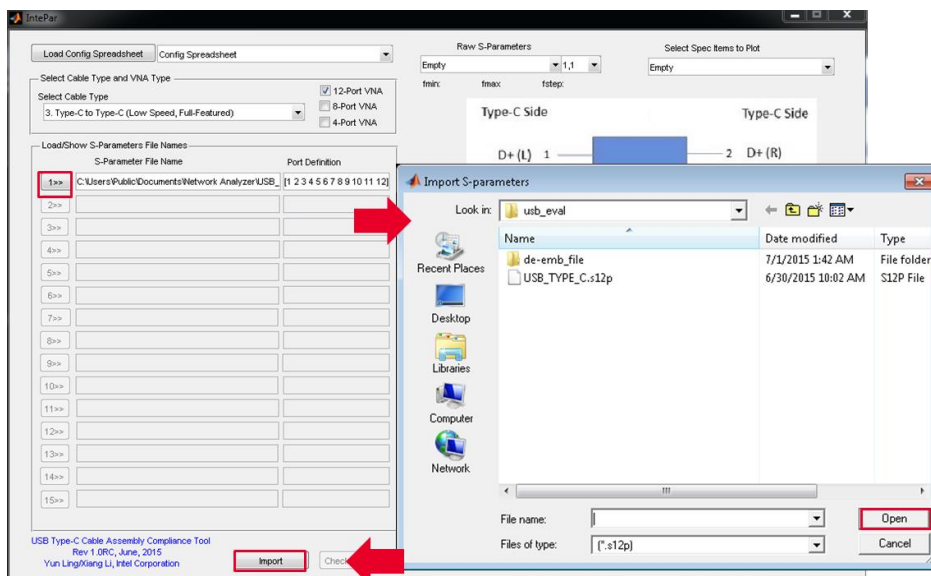 IntePar
Load Config Spreadsheet
Config Spreadsheet
Raw S-Parameters
Select Spec Items to Plot
Empty
1,1
Empty
fmin:
fmax
fstep:
Select Cable Type and VNA Type
Select Cable Type
3. Type-C to Type-C (Low Speed, Full-Featured)
12-Port VNA
8-Port VNA
4-Port VNA
Type-C Side
Type-C Side
D+ (L) 1
2 D+ (R)
Load/Show S-Parameters File Names
S-Parameter File Name
Port Definition
1>>
C:\Users\Public\Documents\Network Analyzer\USB_
[1 2 3 4 5 6 7 8 9 10 11 12]
2>>
3>>
4>>
5>>
6>>
7>>
8>>
9>>
10>>
11>>
12>>
13>>
14>>
15>>
Import S-parameters
Look in:
usb_eval
Name
Date modified
Type
de-emb_file
7/1/2015 1:42 AM
File folder
USB_TYPE_C.s12p
6/30/2015 10:02 AM
S12P File
Recent Places
Desktop
Libraries
Computer
Network
File name:
Open
Files of type:
(*.s12p)
Cancel
USB Type-C Cable Assembly Compliance Tool
Rev 1.0RC, June, 2015
Yun Ling/Xiang Li, Intel Corporation
Import
Chec